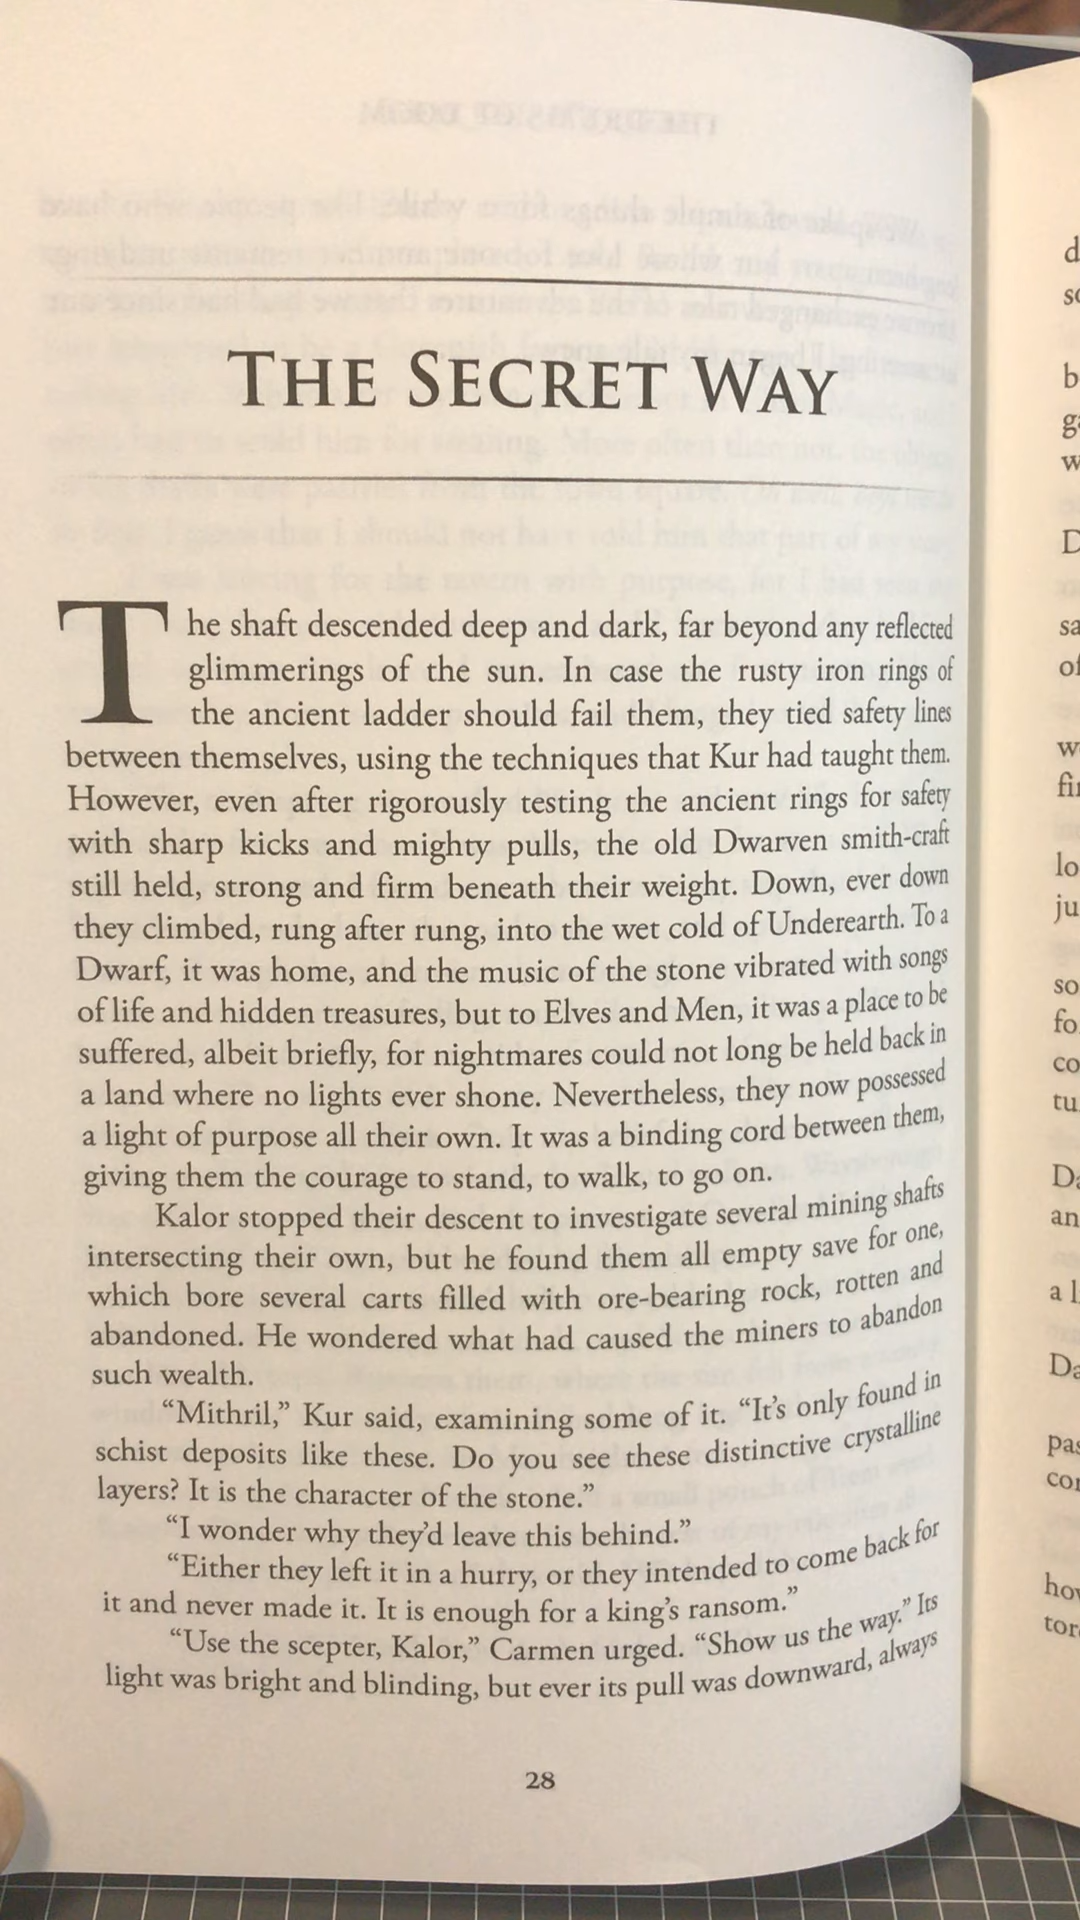 THE SECRET WAY
The shaft descended deep and dark, far beyond any reflected
glimmerings of the sun. In case the rusty iron rings of
the ancient ladder should fail them, they tied safety lines
between themselves, using the techniques that Kur had taught them.
However, even after rigorously testing the ancient rings for safety
with sharp kicks and mighty pulls, the old Dwarven smith-craft
still held, strong and firm beneath their weight. Down, ever down
they climbed, rung after rung, into the wet cold of Underearth. To a
Dwarf, it was home, and the music of the stone vibrated with songs
of life and hidden treasures, but to Elves and Men, it was a place to be
suffered, albeit briefly, for nightmares could not long be held back in
a land where no lights ever shone. Nevertheless, they now possessed
a light of purpose all their own. It was a binding cord between them,
giving them the courage to stand, to walk, to go on.
Kalor stopped their descent to investigate several mining shafts
intersecting their own, but he found them all empty save for one,
which bore several carts filled with ore-bearing rock, rotten and
abandoned. He wondered what had caused the miners to abandon
such wealth.
“Mithril,” Kur said, examining some of it. “It’s only found in
schist deposits like these. Do you see these distinctive crystalline
layers? It is the character of the stone.”
“I wonder why they’d leave this behind.”
“Either they left it in a hurry, or they intended to come back for
it and never made it. It is enough for a king’s ransom.”
“Use the scepter, Kalor,” Carmen urged. “Show us the way.” Its
light was bright and blinding, but ever its pull was downward, always
28